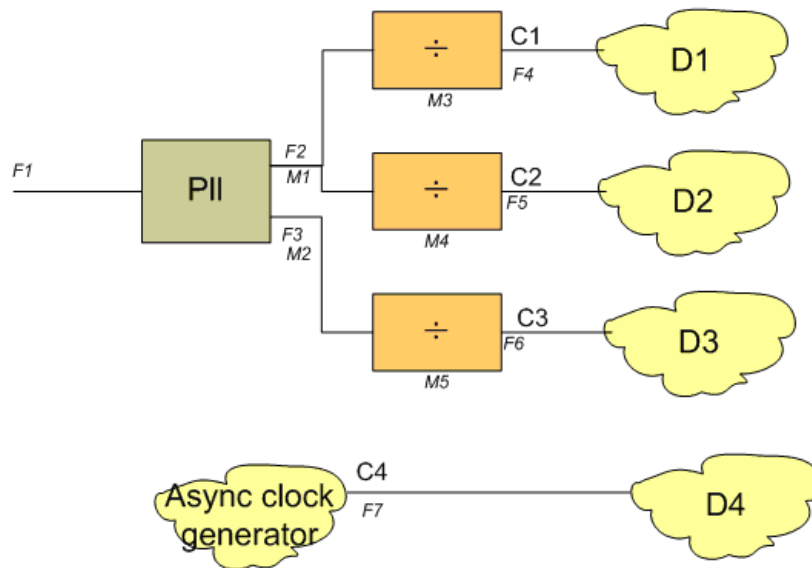 ÷
C1
F4
M3
D1
F1
Pll
F2
M1
÷
C2
F5
M4
D2
F3
M2
÷
C3
F6
M5
D3
Async clock
generator
C4
F7
D4